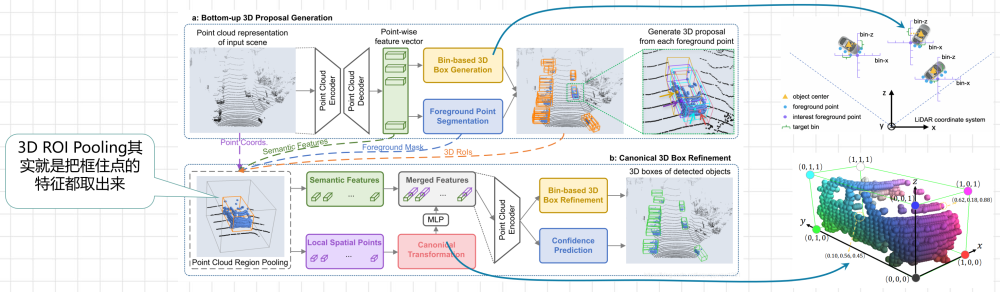 a: Bottom-up 3D Proposal Generation
Point cloud representation
of input scene
Point Cloud
Encoder
Point Cloud
Decoder
Point-wise
feature vector
Bin-based 3D
Box Generation
Foreground Point
Segmentation
Generate 3D proposal
from each foreground point
Point Coords.
Semantic Features
Foreground Mask
3D RoIs
3D ROI Pooling其
实就是把框住点的
特征都取出来
Point Cloud Region Pooling
b: Canonical 3D Box Refinement
Semantic Features
...
Merged Features
...
MLP
Local Spatial Points
...
Canonical
Transformation
Point Cloud
Encoder
Bin-based 3D
Box Refinement
Confidence
Prediction
3D boxes of detected objects
bin-z
bin-x
bin-z
bin-x
bin-z
bin-x
object center
foreground point
interest foreground point
target bin
z
y
x
LiDAR coordinate system
(0,1,1)
(1,1,1)
z
(0,0,1)
(1,0,1)
(0.62,0.18,0.88)
y
x
(0,1,0)
(0.10,0.56,0.45)
(0,0,0)
(1,0,0)